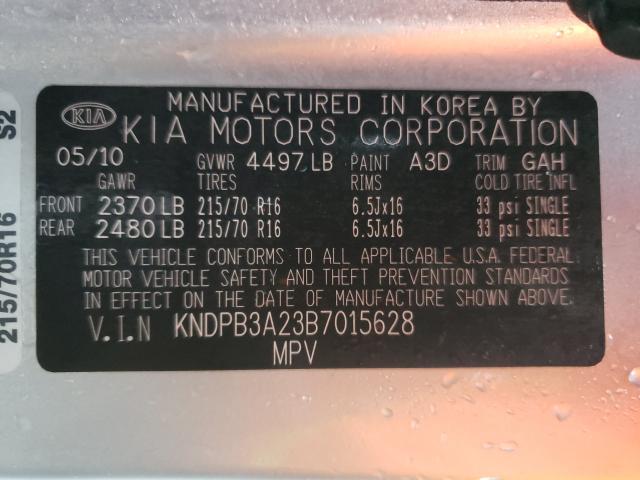 KIA
MANUFACTURED IN KOREA BY
KIA MOTORS CORPORATION
05/10 GVWR 4497 LB PAINT A3D TRIM GAH
GAWR TIRES RIMS COLD TIRE INFL
FRONT 2370 LB 215/70 R16 6.5Jx16 33 psi SINGLE
REAR 2480 LB 215/70 R16 6.5Jx16 33 psi SINGLE
THIS VEHICLE CONFORMS TO ALL APPLICABLE U.S.A. FEDERAL
MOTOR VEHICLE SAFETY AND THEFT PREVENTION STANDARDS
IN EFFECT ON THE DATE OF MANUFACTURE SHOWN ABOVE.
V.I.N KNDPB3A23B7015628
MPV
215/70R16 S2